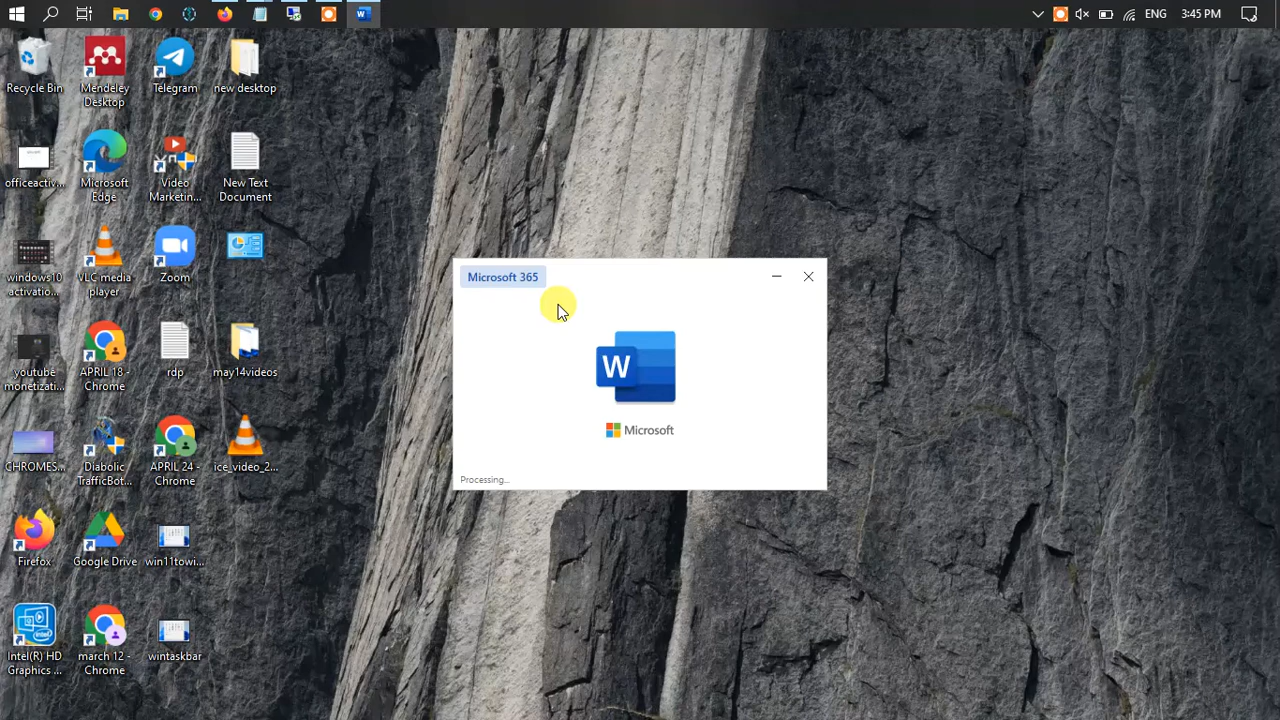 ENG
3:45 PM
Recycle Bin
Mendeley
Desktop
Telegram
new desktop
officeactiv...
Microsoft
Edge
Video
Marketin...
New Text
Document
windows10
activatio...
VLC media
player
Zoom
youtube
monetizati...
APRIL 18 -
Chrome
rdp
may14videos
CHROMES...
Diabolic
TrafficBot...
APRIL 24 -
Chrome
ice_video_2...
Firefox
Google Drive
win11towi...
Intel(R) HD
Graphics ...
march 12 -
Chrome
wintaskbar
Microsoft 365
W
Microsoft
Processing...